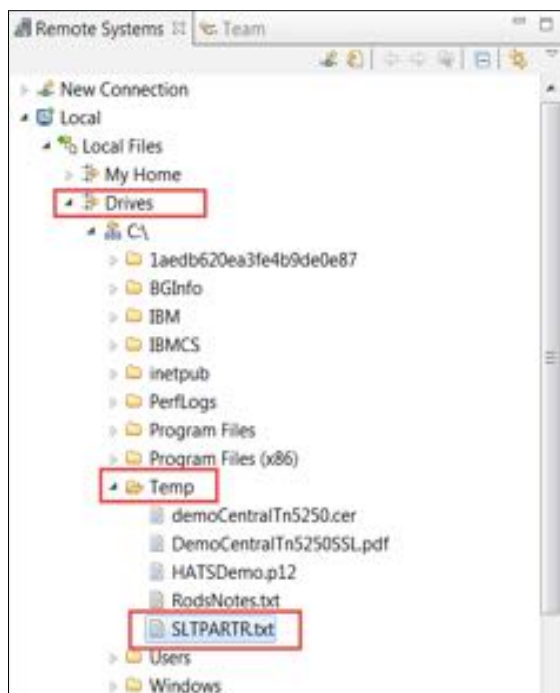 Remote Systems Team
New Connection
Local
Local Files
My Home
Drives
C:\
1aedb620ea3fe4b9de0e87
BGInfo
IBM
IBMCS
inetpub
PerfLogs
Program Files
Program Files (x86)
Temp
demoCentralTn5250.cer
DemoCentralTn5250SSL.pdf
HATSDemo.p12
RodsNotes.txt
SLTPARTR.txt
Users
Windows